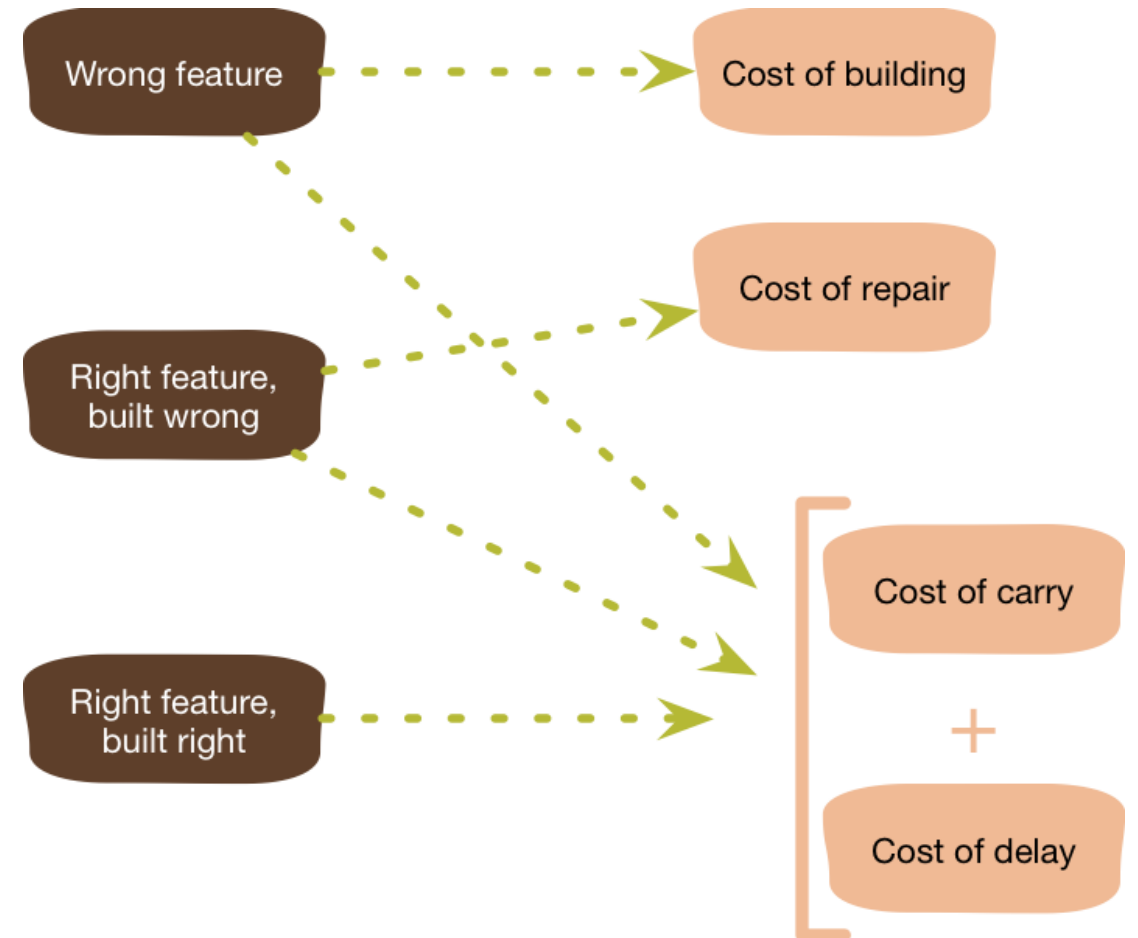 Wrong feature
Cost of building
Cost of repair
Right feature,
built wrong
Cost of carry
Right feature,
built right
+
Cost of delay